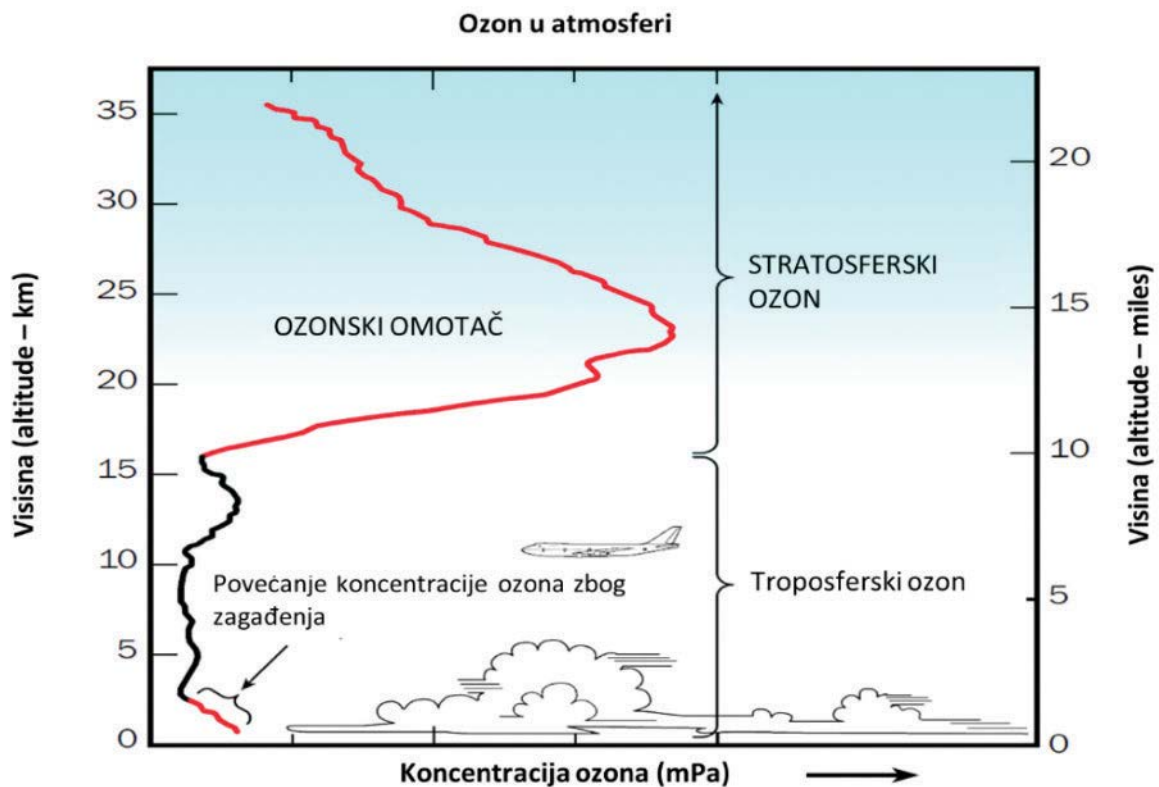 Ozon u atmosferi
Visisna (altitude – km)
35
30
25
20
15
10
5
0
OZONSKI OMOTAČ
STRATOSFERSKI
OZON
Povećanje koncentracije ozona zbog
zagađenja
Troposferski ozon
20
15
10
5
0
Visina (altitude – miles)
Koncentracija ozona (mPa)